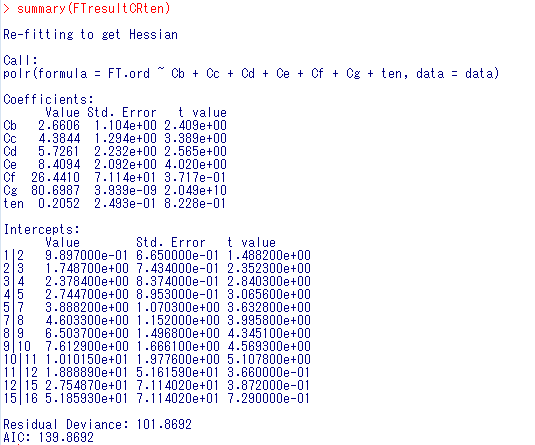 > summary(FTresultCRten)
Re-fitting to get Hessian
Call:
polr(formula = FT.ord ~ Cb + Cc + Cd + Ce + Cf + Cg + ten, data = data)
Coefficients:
Value Std. Error t value
Cb 2.6606 1.104e+00 2.409e+00
Cc 4.3844 1.294e+00 3.389e+00
Cd 5.7261 2.232e+00 2.565e+00
Ce 8.4094 2.092e+00 4.020e+00
Cf 26.4410 7.114e+01 3.717e-01
Cg 80.6987 3.939e-09 2.049e+10
ten 0.2052 2.493e-01 8.228e-01
Intercepts:
Value Std. Error t value
1|2 9.897000e-01 6.650000e-01 1.488200e+00
2|3 1.748700e+00 7.434000e-01 2.352300e+00
3|4 2.378400e+00 8.374000e-01 2.840300e+00
4|5 2.744700e+00 8.953000e-01 3.065600e+00
5|7 3.888200e+00 1.070300e+00 3.632800e+00
7|8 4.603300e+00 1.152000e+00 3.995800e+00
8|9 6.503700e+00 1.496800e+00 4.345100e+00
9|10 7.612900e+00 1.666100e+00 4.569300e+00
10|11 1.010150e+01 1.977600e+00 5.107800e+00
11|12 1.888890e+01 5.161590e+01 3.660000e-01
12|15 2.754870e+01 7.114020e+01 3.872000e-01
15|16 5.185930e+01 7.114020e+01 7.290000e-01
Residual Deviance: 101.8692
AIC: 139.8692